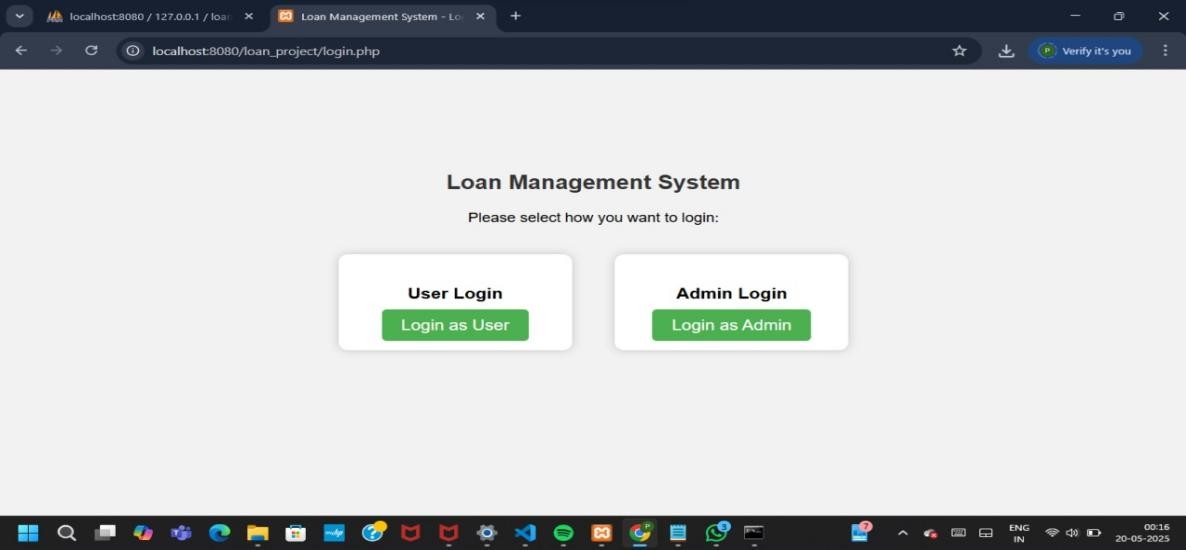 localhost:8080 / 127.0.0.1 / loan
Loan Management System - Lo
localhost:8080/loan_project/login.php
P
Verify it's you
Loan Management System
Please select how you want to login:
User Login
Admin Login
Login as User
Login as Admin
P
3
7
ENG
IN
00:16
20-05-2025